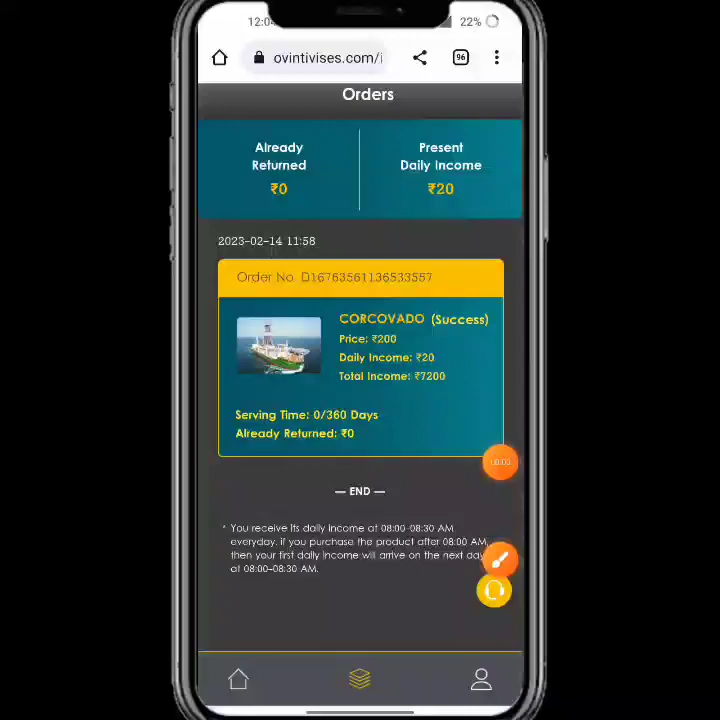 12:04
22%
ovintivises.com/i
96
Orders
Already
Returned
₹0
Present
Daily Income
₹20
2023-02-14 11:58
Order No. D16763561136533557
CORCOVADO (Success)
Price: ₹200
Daily Income: ₹20
Total Income: ₹7200
Serving Time: 0/360 Days
Already Returned: ₹0
00:03
— END —
* You receive its daily income at 08:00-08:30 AM
everyday, if you purchase the product after 08:00 AM,
then your first daily income will arrive on the next day
at 08:00-08:30 AM.